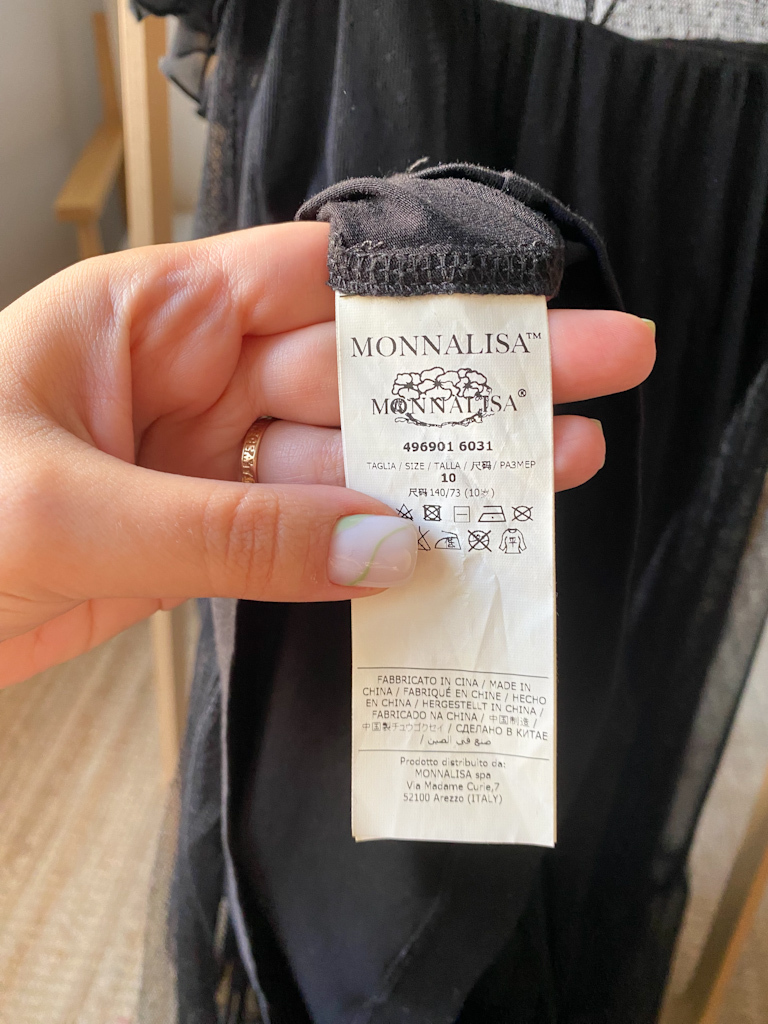 MONNALISA™
MONNALISA®
496901 6031
TAGLIA / SIZE / TALLA / 尺码 / РАЗМЕР
10
尺码 140/73 (10岁)
平
FABBRICATO IN CINA / MADE IN
CHINA / FABRIQUÉ EN CHINE / HECHO
EN CHINA / HERGESTELLT IN CHINA /
FABRICADO NA CHINA / 中国制造 /
中国製チュウゴクセイ / СДЕЛАНО В КИТАЕ
/ صنع في الصين
Prodotto distribuito da:
MONNALISA spa
Via Madame Curie,7
52100 Arezzo (ITALY)